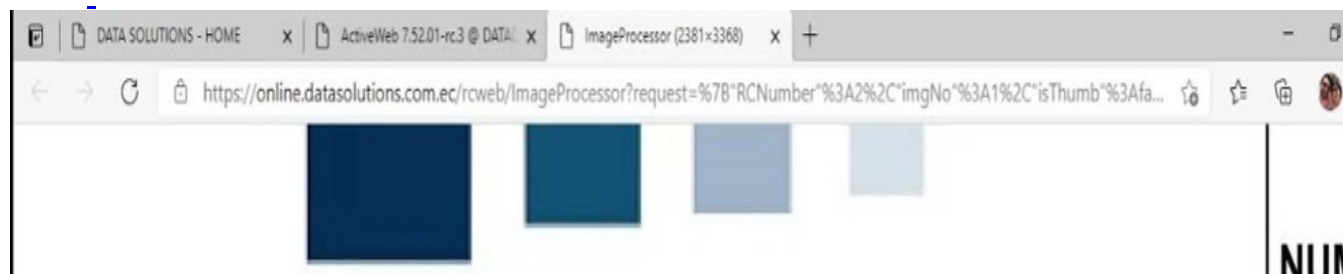 DATA SOLUTIONS - HOME
ActiveWeb 7.52.01-rc.3 @ DATA
ImageProcessor (2381×3368)
https://online.datasolutions.com.ec/rcweb/ImageProcessor?request=%7B"RCNumber"%3A2%2C"imgNo"%3A1%2C"isThumb"%3Afa...